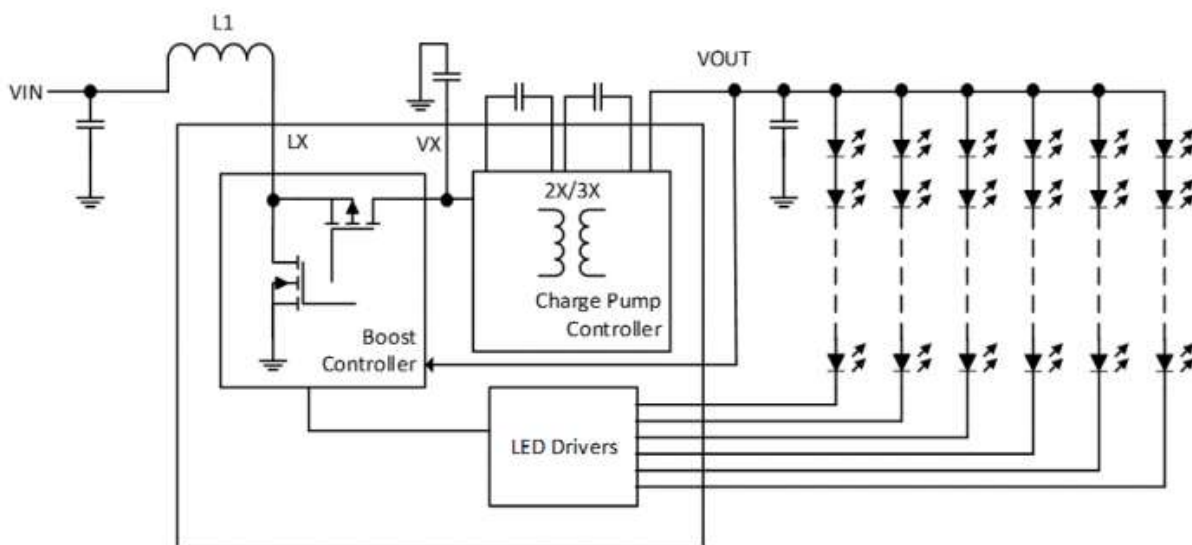 L1
VIN
VOUT
LX
VX
2X/3X
Charge Pump
Controller
Boost
Controller
LED Drivers